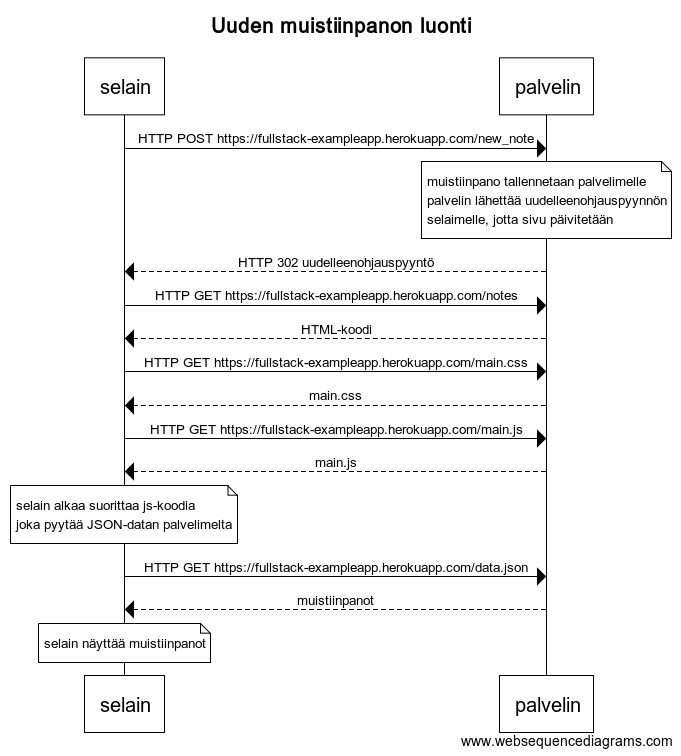 Uuden muistiinpanon luonti
selain
palvelin
HTTP POST https://fullstack-exampleapp.herokuapp.com/new_note
muistiinpano tallennetaan palvelimelle
palvelin lähettää uudelleenohjauspyynnön
selaimelle, jotta sivu päivitetään
HTTP 302 uudelleenohjauspyyntö
HTTP GET https://fullstack-exampleapp.herokuapp.com/notes
HTML-koodi
HTTP GET https://fullstack-exampleapp.herokuapp.com/main.css
main.css
HTTP GET https://fullstack-exampleapp.herokuapp.com/main.js
main.js
selain alkaa suorittaa js-koodia
joka pyytää JSON-datan palvelimelta
HTTP GET https://fullstack-exampleapp.herokuapp.com/data.json
muistiinpanot
selain näyttää muistiinpanot
selain
palvelin
www.websequencediagrams.com